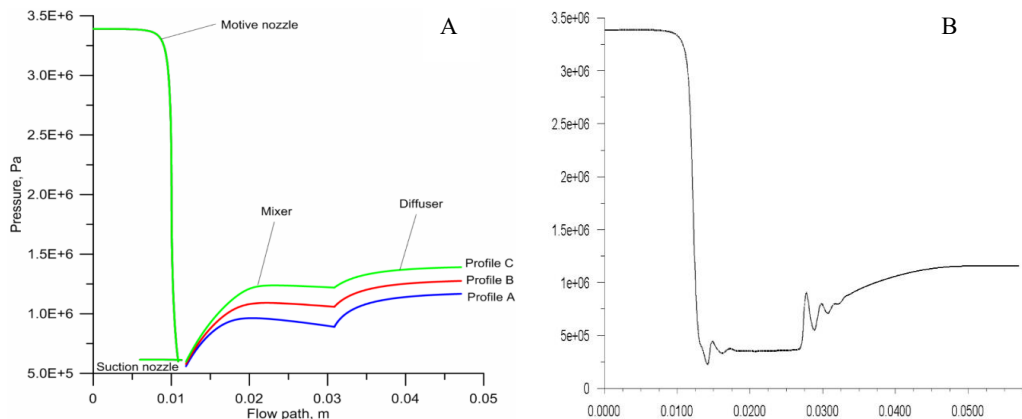 A
3.5E+6
3.0E+6
2.5E+6
2.0E+6
1.5E+6
1.0E+6
5.0E+5
Pressure, Pa
Motive nozzle
Mixer
Diffuser
Profile C
Profile B
Profile A
Suction nozzle
0 0.01 0.02 0.03 0.04 0.05
Flow path, m
B
3.5e+6
3e+06
2.5e+6
2e+06
1.5e+6
1e+06
5e+05
0
0.0000 0.0100 0.0200 0.0300 0.0400 0.0500